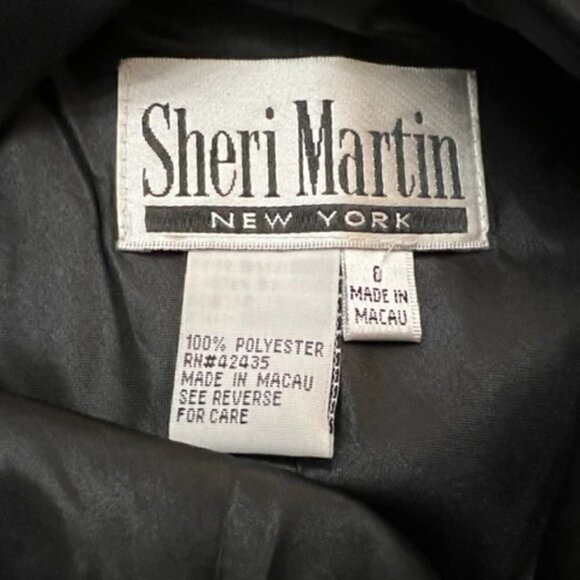 Sheri Martin
NEW YORK
8
MADE IN
MACAU
100% POLYESTER
RN#42435
MADE IN MACAU
SEE REVERSE
FOR CARE